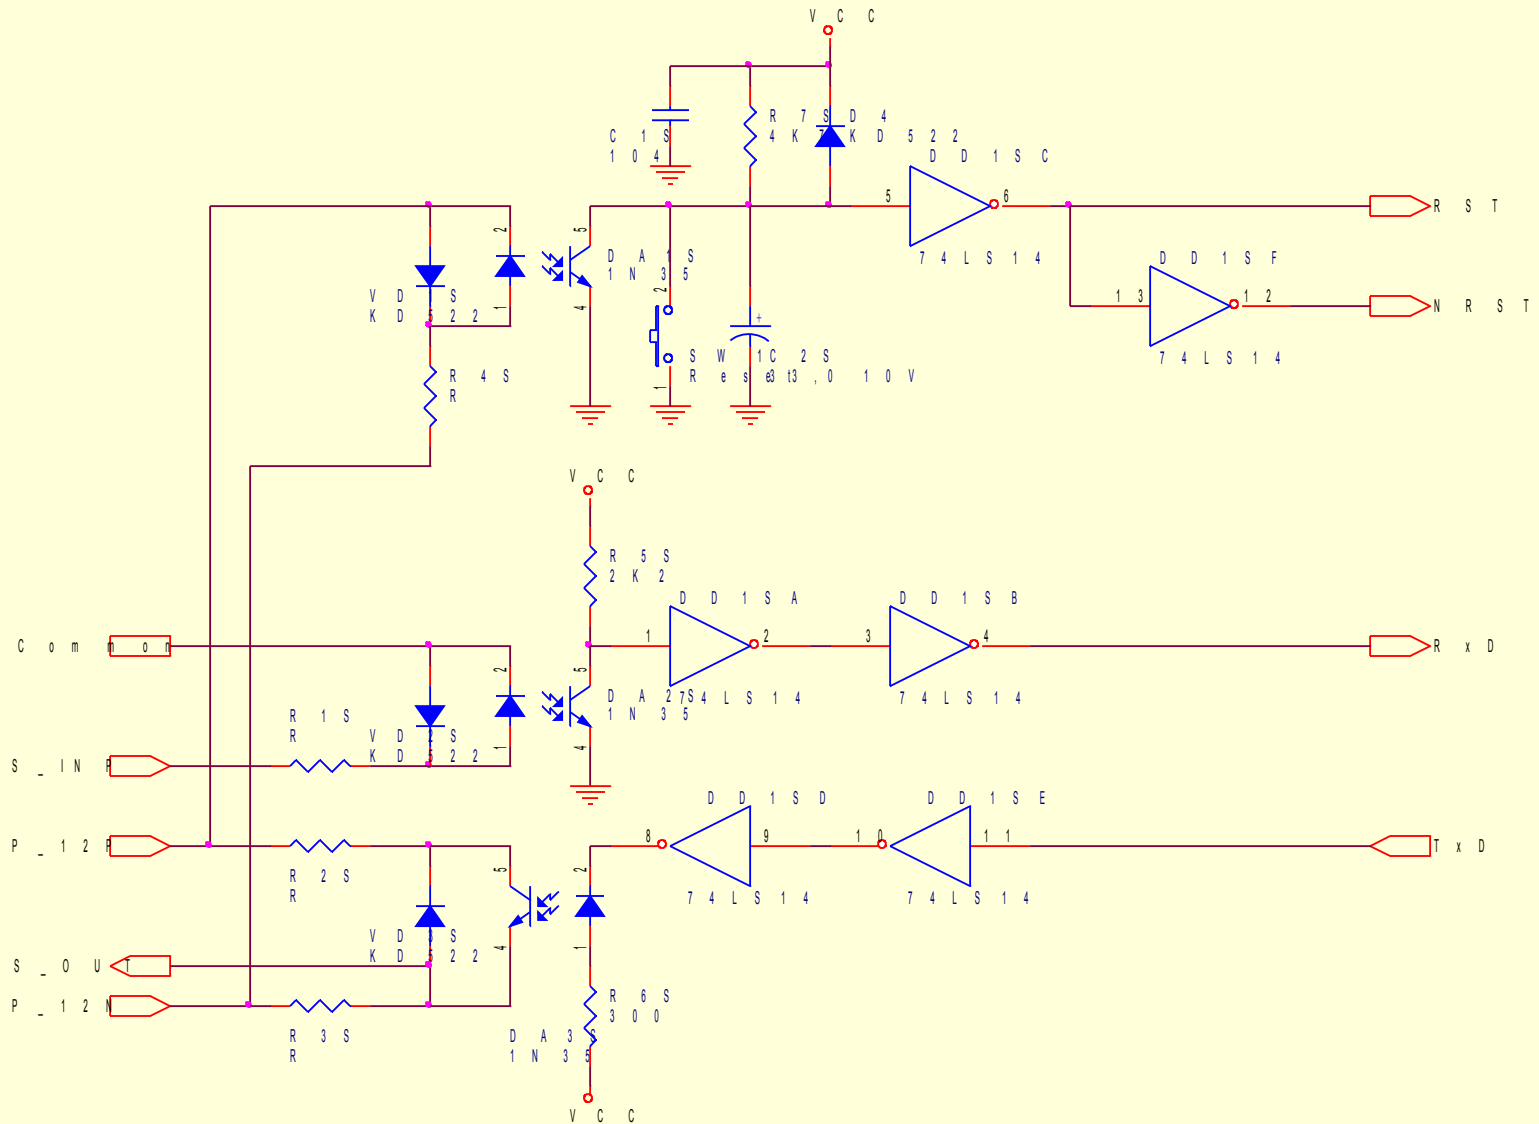 VCC
R7S
4K7
D4
KD522
C1S
104
DD1SC
5
6
74LS14
RST
2
1
5
4
DA1S
1N35
VD1S
KD522
DD1SF
13
12
74LS14
NRST
2
1
SW1
Reset
+
C2S
10V
R4S
R
VCC
R5S
2K2
DD1SA
1
2
74LS14
DD1SB
3
4
74LS14
RxD
Common
2
1
5
4
DA2S
1N35
R1S
R
VD2S
KD522
S_INP
DD1SD
8
9
74LS14
DD1SE
10
11
74LS14
TxD
P_12P
R2S
R
5
4
2
1
VD3S
KD522
S_OUT
P_12N
R3S
R
DA3S
1N35
R6S
300
VCC